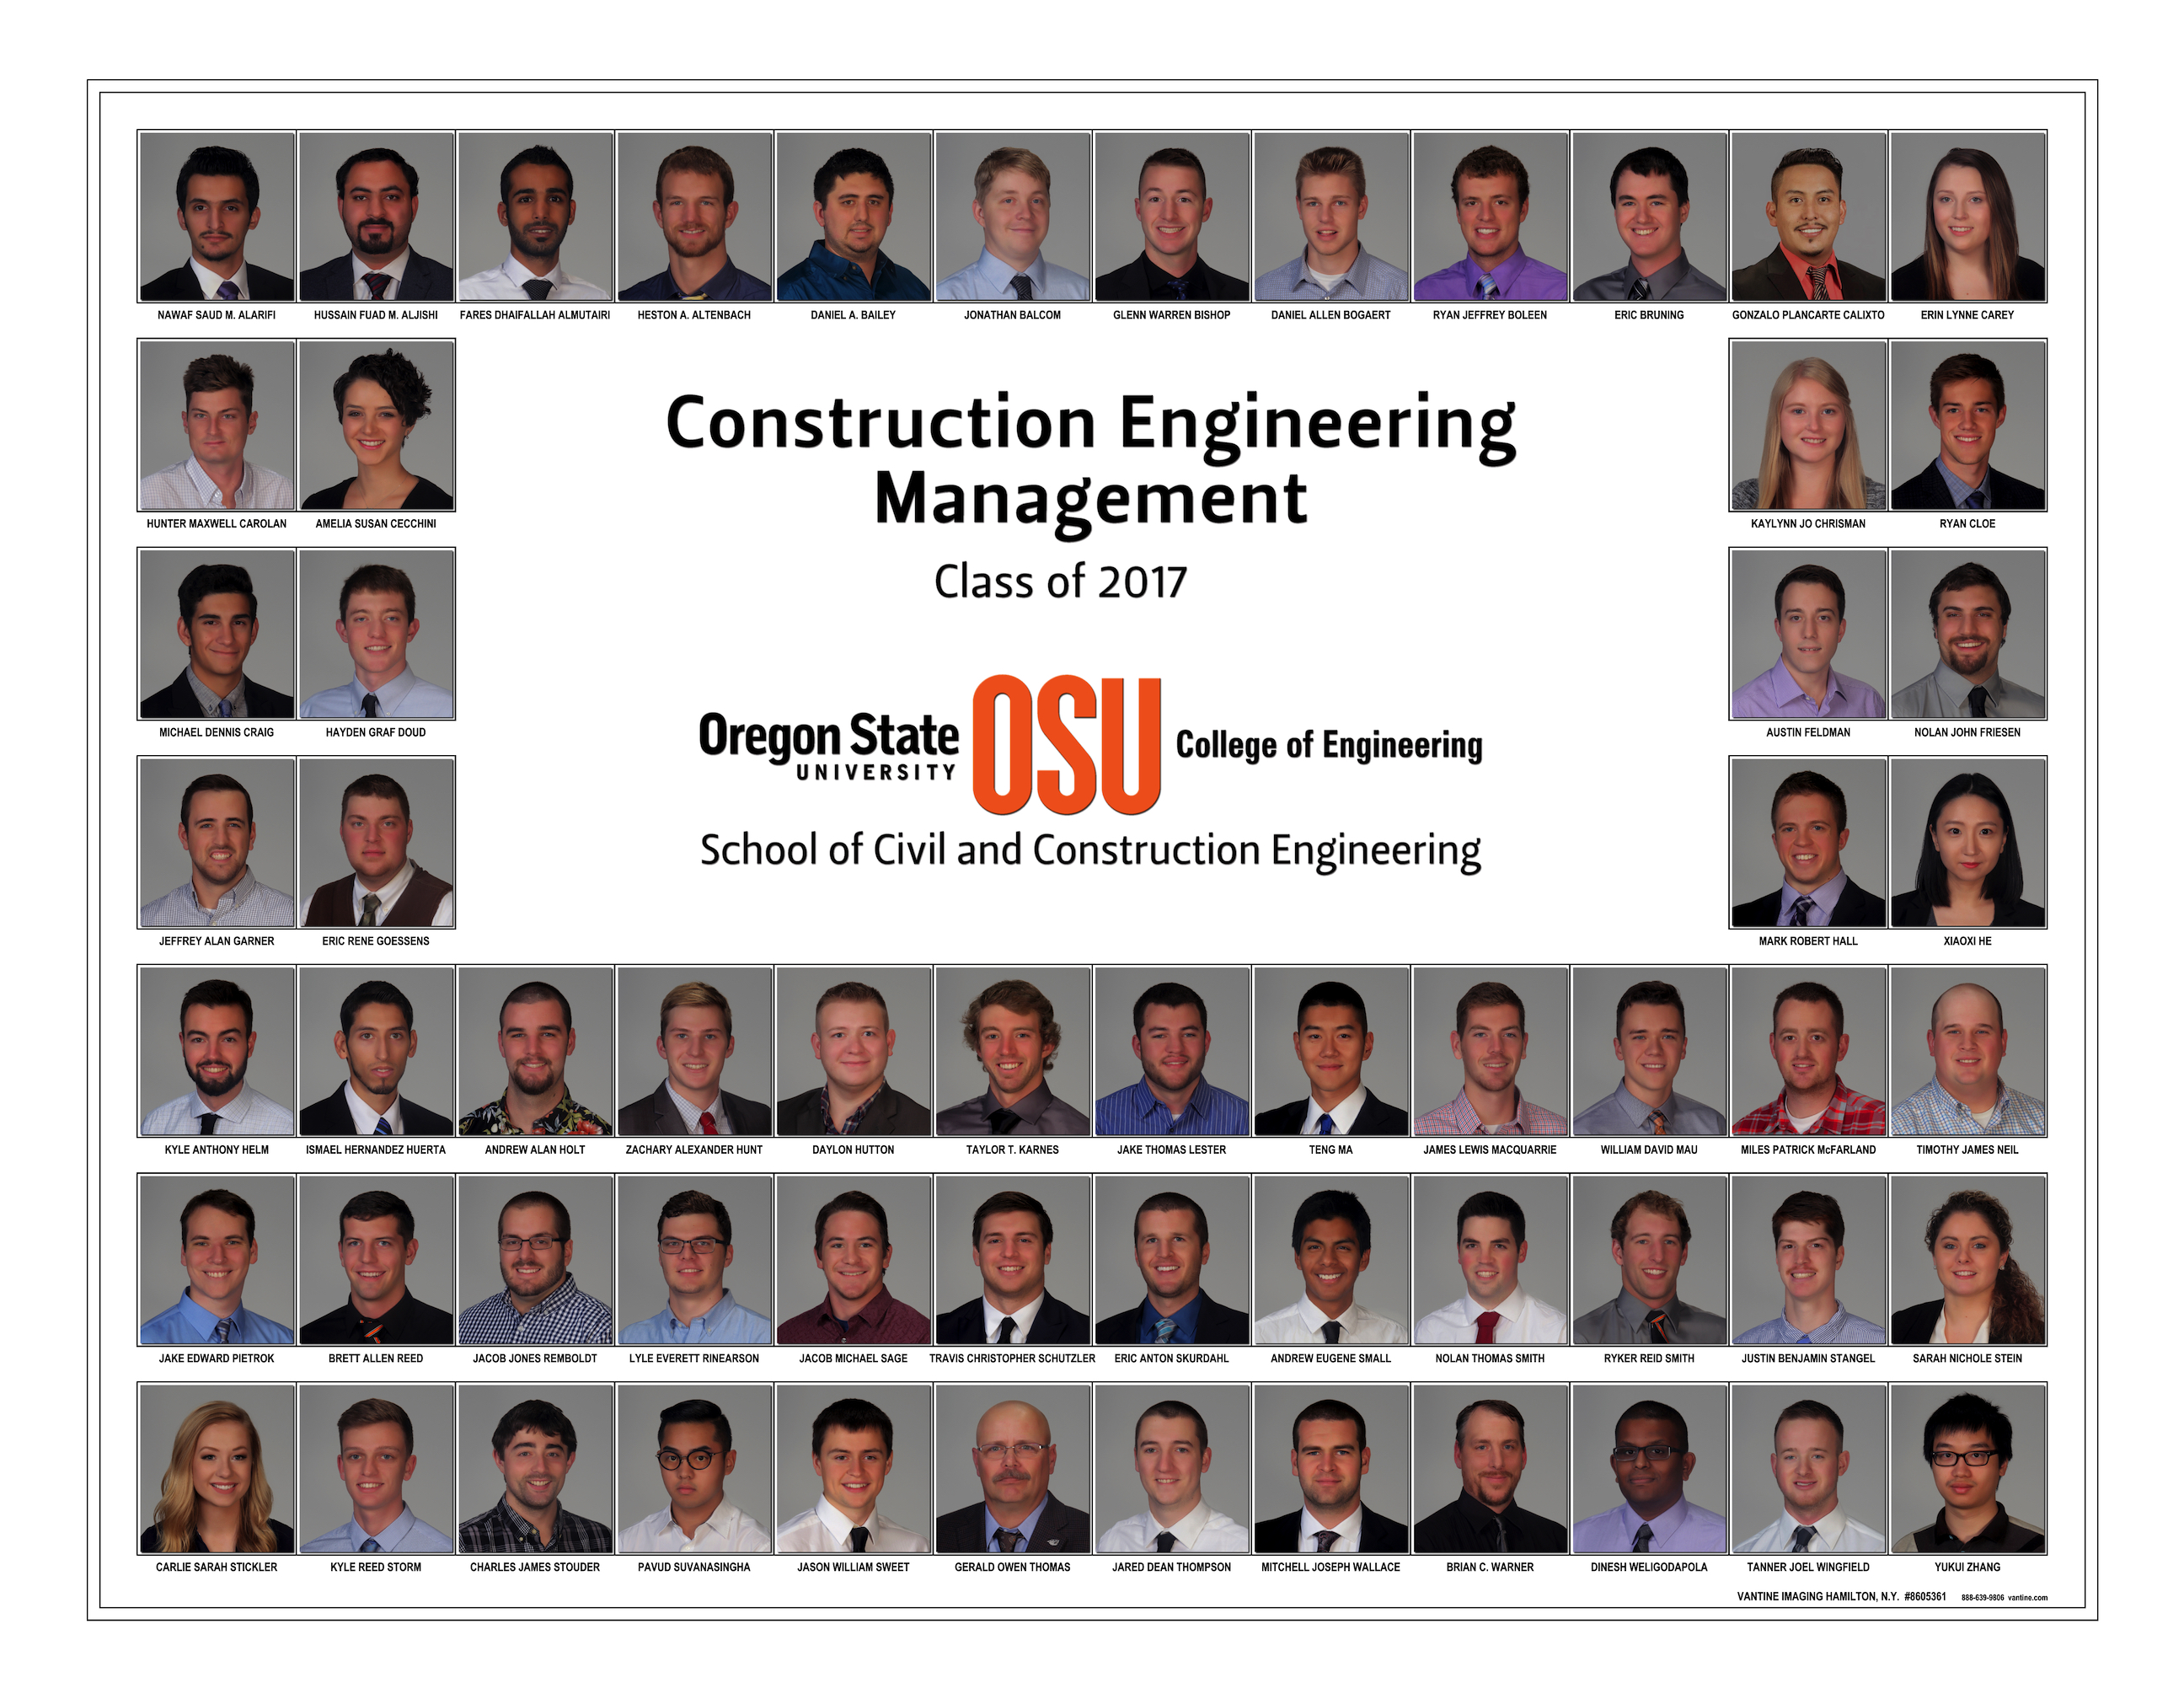 NAWAF SAUD M. ALARIFI HUSSAIN FUAD M. ALJISHI FARES DHAIFALLAH ALMUTAIRI HESTON A. ALTENBACH DANIEL A. BAILEY JONATHAN BALCOM GLENN WARREN BISHOP DANIEL ALLEN BOGAERT RYAN JEFFREY BOLEEN ERIC BRUNING GONZALO PLANCARTE CALIXTO ERIN LYNNE CAREY
Construction Engineering
Management
Class of 2017
HUNTER MAXWELL CAROLAN AMELIA SUSAN CECCHINI KAYLYNN JO CHRISMAN RYAN CLOE
MICHAEL DENNIS CRAIG HAYDEN GRAF DOUD AUSTIN FELDMAN NOLAN JOHN FRIESEN
Oregon State
UNIVERSITY
OSU
College of Engineering
School of Civil and Construction Engineering
JEFFREY ALAN GARNER ERIC RENE GOESSENS MARK ROBERT HALL XIAOXI HE
KYLE ANTHONY HELM ISMAEL HERNANDEZ HUERTA ANDREW ALAN HOLT ZACHARY ALEXANDER HUNT DAYLON HUTTON TAYLOR T. KARNES JAKE THOMAS LESTER TENG MA JAMES LEWIS MACQUARRIE WILLIAM DAVID MAU MILES PATRICK McFARLAND TIMOTHY JAMES NEIL
JAKE EDWARD PIETROK BRETT ALLEN REED JACOB JONES REMBOLDT LYLE EVERETT RINEARSON JACOB MICHAEL SAGE TRAVIS CHRISTOPHER SCHUTZLER ERIC ANTON SKURDAHL ANDREW EUGENE SMALL NOLAN THOMAS SMITH RYKER REID SMITH JUSTIN BENJAMIN STANGEL SARAH NICHOLE STEIN
CARLIE SARAH STICKLER KYLE REED STORM CHARLES JAMES STOUDER PAVUD SUVANASINGHA JASON WILLIAM SWEET GERALD OWEN THOMAS JARED DEAN THOMPSON MITCHELL JOSEPH WALLACE BRIAN C. WARNER DINESH WELIGODAPOLA TANNER JOEL WINGFIELD YUKUI ZHANG
VANTINE IMAGING HAMILTON, N.Y. #8605361 888-639-9806 vantine.com